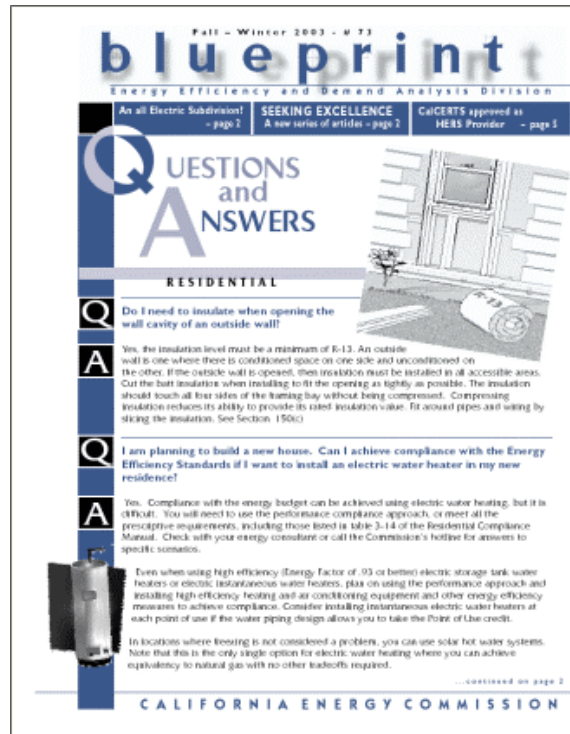 Fall - Winter 2003 - # 73
blueprint
Energy Efficiency and Demand Analysis Division
An all Electric Subdivision!
– page 2
SEEKING EXCELLENCE
A new series of articles – page 2
CalCERTS approved as
HERS Provider – page 5
QUESTIONS
and
ANSWERS
R-13
RESIDENTIAL
Q
Do I need to insulate when opening the
wall cavity of an outside wall?
A
Yes, the insulation level must be a minimum of R-13. An outside
wall is one where there is conditioned space on one side and unconditioned on
the other. If the outside wall is opened, then insulation must be installed in all accessible areas.
Cut the batt insulation when installing to fit the opening as tightly as possible. The insulation
should touch all four sides of the framing bay without being compressed. Compressing
insulation reduces its ability to provide its rated insulation value. Fit around pipes and wiring by
slicing the insulation. See Section 150(c)
Q
I am planning to build a new house. Can I achieve compliance with the Energy
Efficiency Standards if I want to install an electric water heater in my new
residence?
A
Yes. Compliance with the energy budget can be achieved using electric water heating, but it is
difficult. You will need to use the performance compliance approach, or meet all the
prescriptive requirements, including those listed in table 3-14 of the Residential Compliance
Manual. Check with your energy consultant or call the Commission's hotline for answers to
specific scenarios.
Even when using high efficiency (Energy Factor of .93 or better) electric storage tank water
heaters or electric instantaneous water heaters, plan on using the performance approach and
installing high efficiency heating and air conditioning equipment and other energy efficiency
measures to achieve compliance. Consider installing instantaneous electric water heaters at
each point of use if the water piping design allows you to take the Point of Use credit.
In locations where freezing is not considered a problem, you can use solar hot water systems.
Note that this is the only single option for electric water heating where you can achieve
equivalency to natural gas with no other tradeoffs required.
...continued on page 2
CALIFORNIA ENERGY COMMISSION